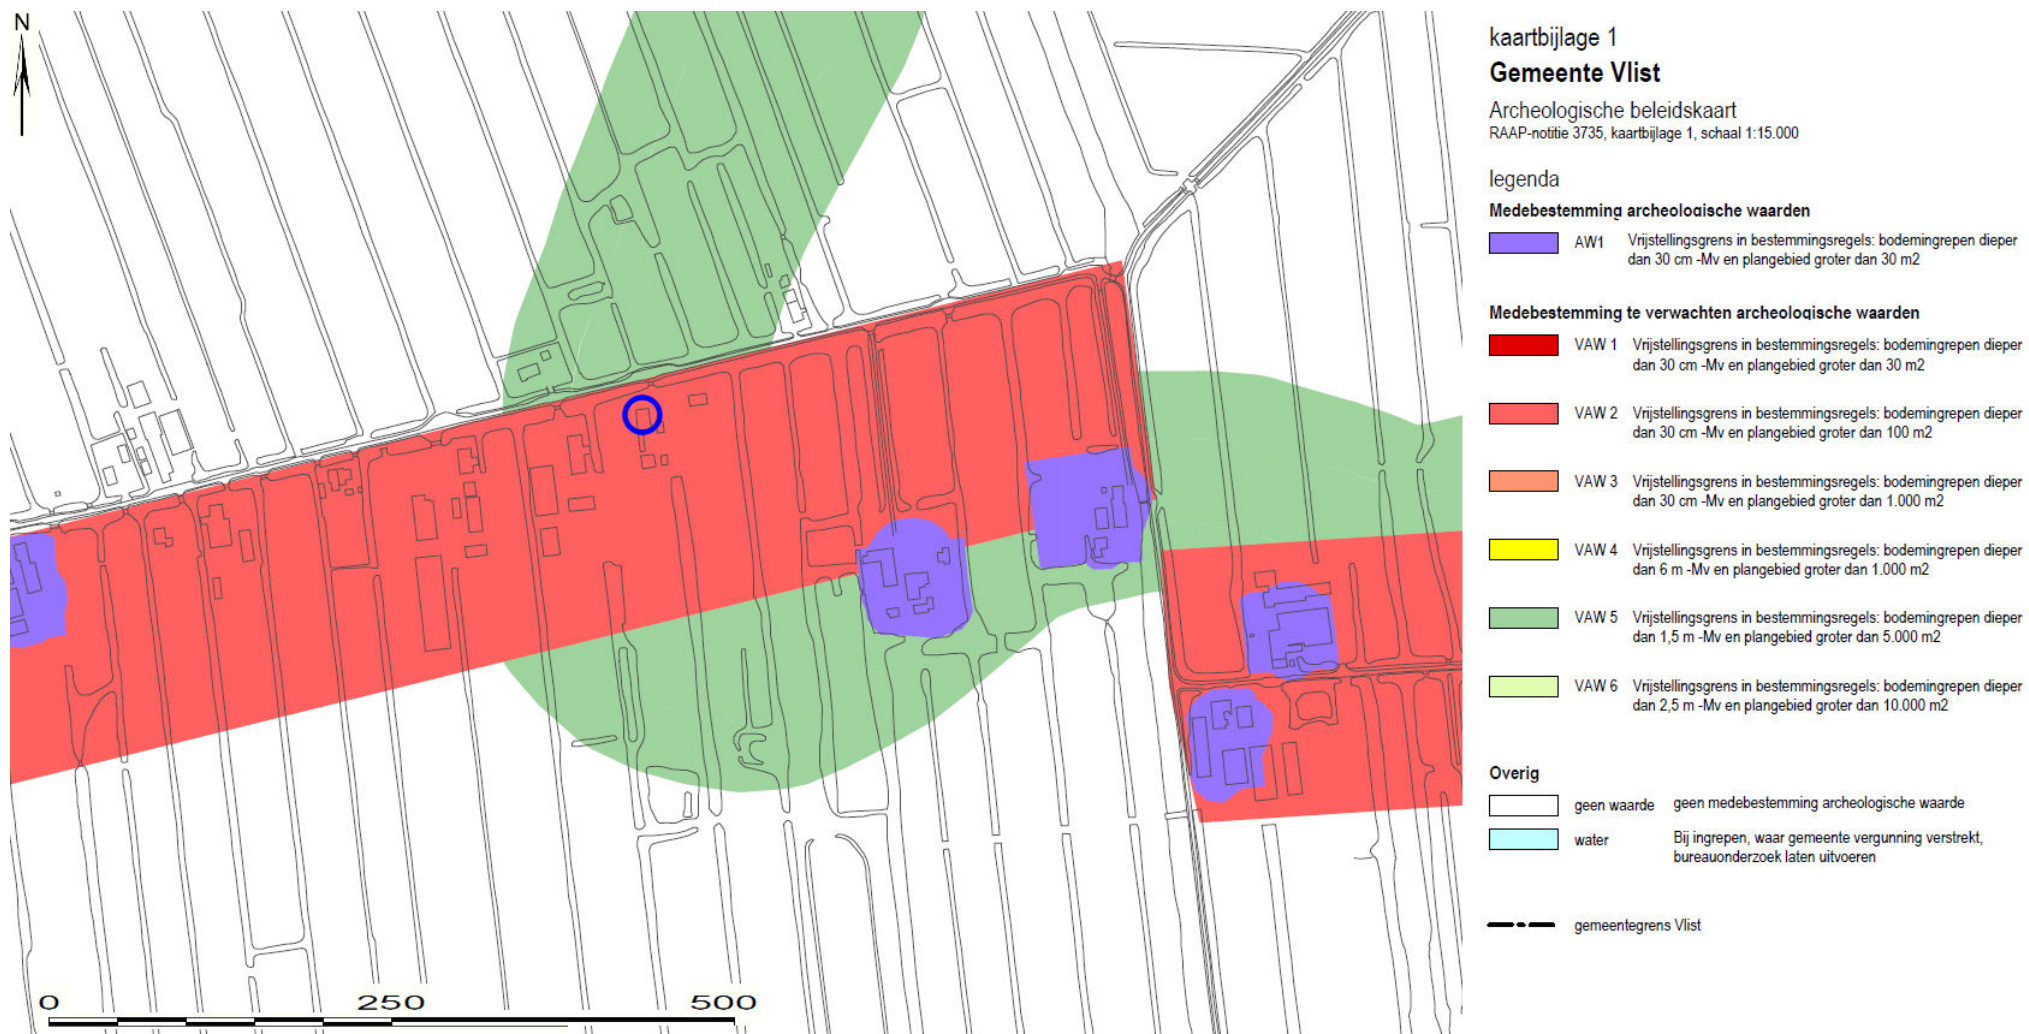 N
0
250
500
kaartbijlage 1
Gemeente Vlist
Archeologische beleidskaart
RAAP-notitie 3735, kaartbijlage 1, schaal 1:15.000
legenda
Medebestemming archeologische waarden
AW1 Vrijstellingsgrens in bestemmingsregels: bodemingrepen dieper
dan 30 cm -Mv en plangebied groter dan 30 m2
Medebestemming te verwachten archeologische waarden
VAW 1 Vrijstellingsgrens in bestemmingsregels: bodemingrepen dieper
dan 30 cm -Mv en plangebied groter dan 30 m2
VAW 2 Vrijstellingsgrens in bestemmingsregels: bodemingrepen dieper
dan 30 cm -Mv en plangebied groter dan 100 m2
VAW 3 Vrijstellingsgrens in bestemmingsregels: bodemingrepen dieper
dan 30 cm -Mv en plangebied groter dan 1.000 m2
VAW 4 Vrijstellingsgrens in bestemmingsregels: bodemingrepen dieper
dan 6 m -Mv en plangebied groter dan 1.000 m2
VAW 5 Vrijstellingsgrens in bestemmingsregels: bodemingrepen dieper
dan 1,5 m -Mv en plangebied groter dan 5.000 m2
VAW 6 Vrijstellingsgrens in bestemmingsregels: bodemingrepen dieper
dan 2,5 m -Mv en plangebied groter dan 10.000 m2
Overig
geen waarde geen medebestemming archeologische waarde
water Bij ingrepen, waar gemeente vergunning verstrekt,
bureauonderzoek laten uitvoeren
gemeentegrens Vlist